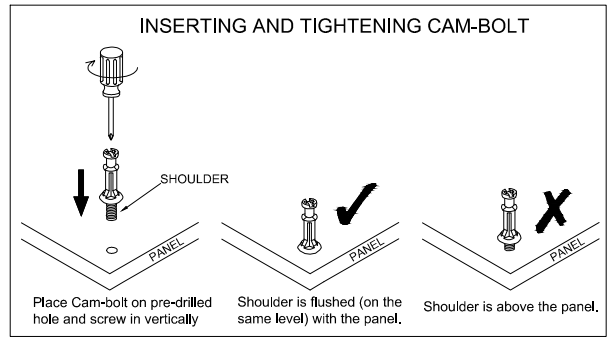 INSERTING AND TIGHTENING CAM-BOLT
SHOULDER
PANEL
PANEL
PANEL
Place Cam-bolt on pre-drilled
hole and screw in vertically
Shoulder is flushed (on the
same level) with the panel.
Shoulder is above the panel.